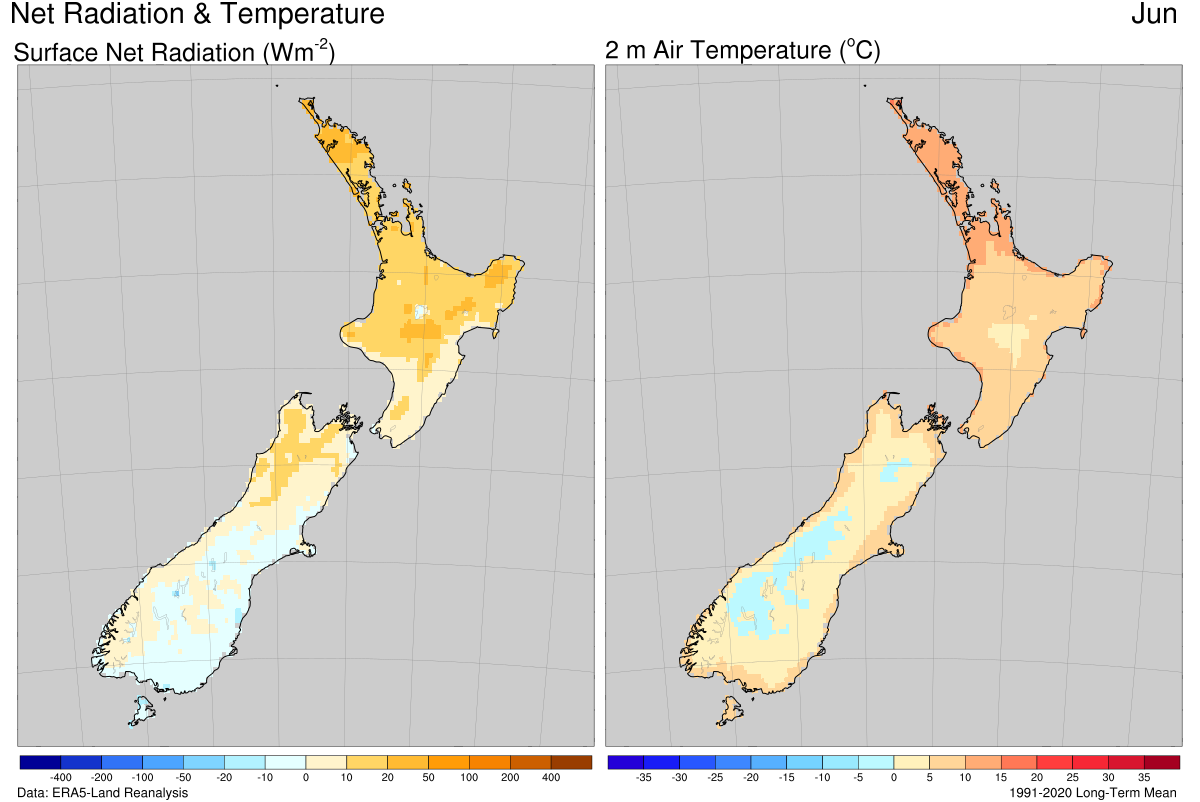 Net Radiation & Temperature
Jun
Surface Net Radiation (Wm-2)
2 m Air Temperature (oC)
-400 -200 -100 -50 -20 -10 0 10 20 50 100 200 400
-35 -30 -25 -20 -15 -10 -5 0 5 10 15 20 25 30 35
Data: ERA5-Land Reanalysis
1991-2020 Long-Term Mean